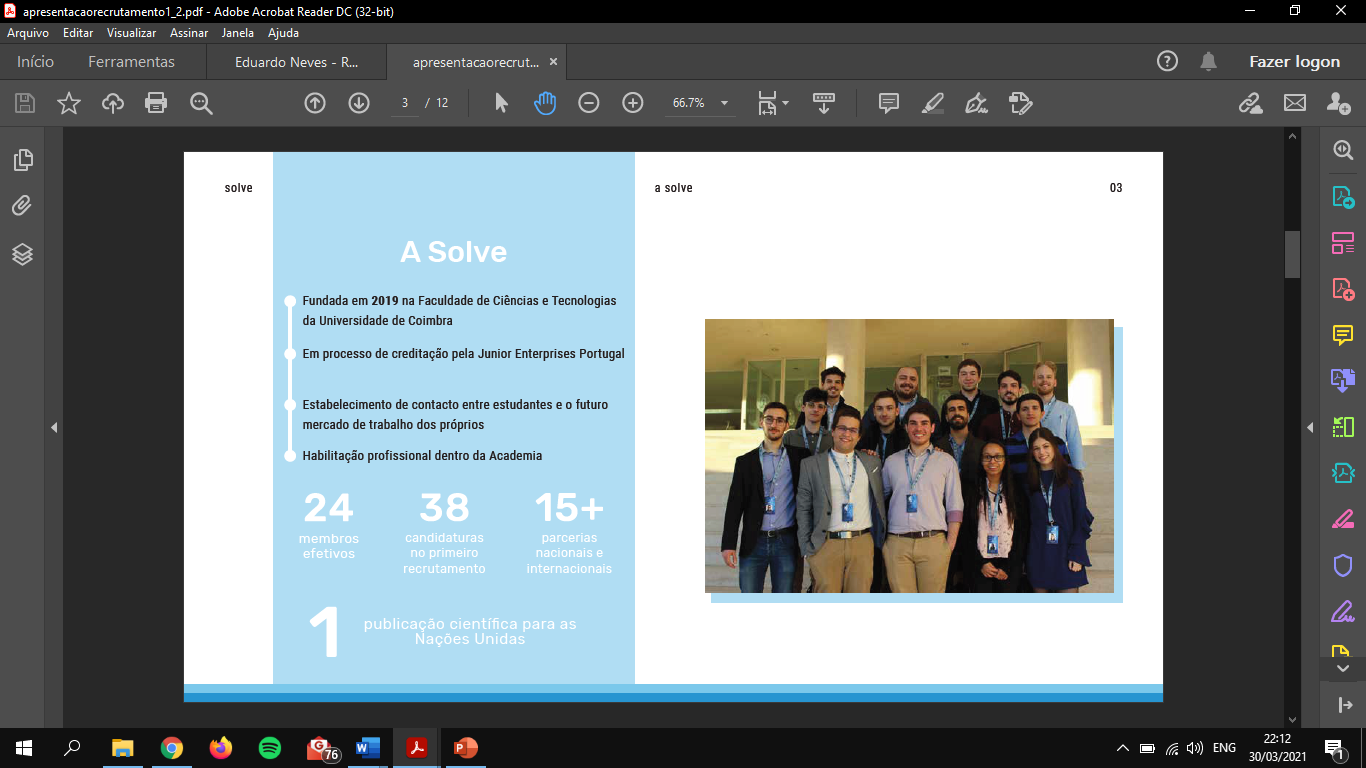 apresentacaorecrutamento1_2.pdf - Adobe Acrobat Reader DC (32-bit)
Arquivo Editar Visualizar Assinar Janela Ajuda
Início Ferramentas Eduardo Neves - R... apresentacaorecrut... × Fazer logon
3 / 12 66.7%
solve a solve 03
A Solve
Fundada em 2019 na Faculdade de Ciências e Tecnologias
da Universidade de Coimbra
Em processo de creditação pela Junior Enterprises Portugal
Estabelecimento de contacto entre estudantes e o futuro
mercado de trabalho dos próprios
Habilitação profissional dentro da Academia
24
membros
efetivos
38
candidaturas
no primeiro
recrutamento
15+
parcerias
nacionais e
internacionais
1
publicação científica para as
Nações Unidas
76
ENG
22:12
30/03/2021
1